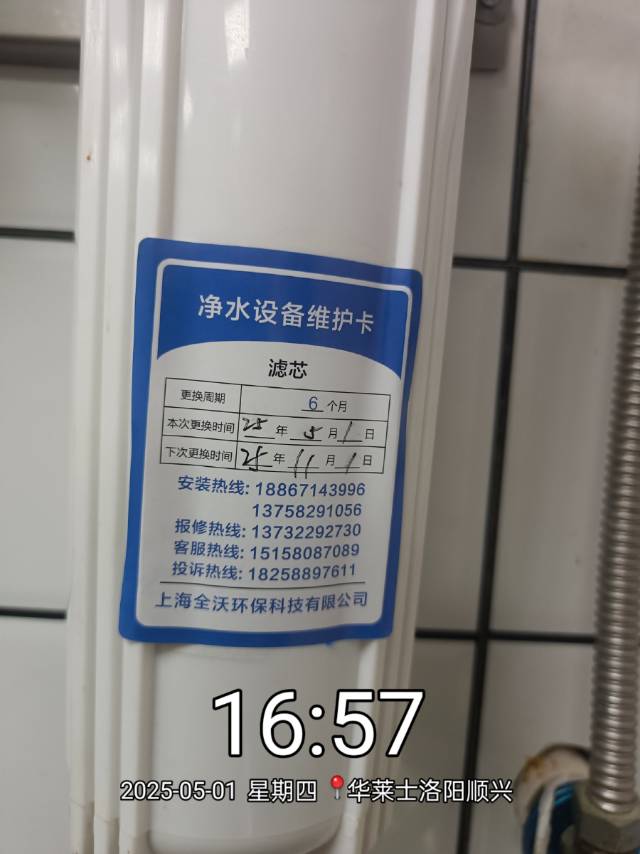 净水设备维护卡
滤芯
更换周期 6 个月
本次更换时间 25 年 5 月 1 日
下次更换时间 25 年 11 月 1 日
安装热线: 18867143996
13758291056
报修热线: 13732292730
客服热线: 15158087089
投诉热线: 18258897611
上海全沃环保科技有限公司
16:57
2025-05-01 星期四 📍华莱士洛阳顺兴